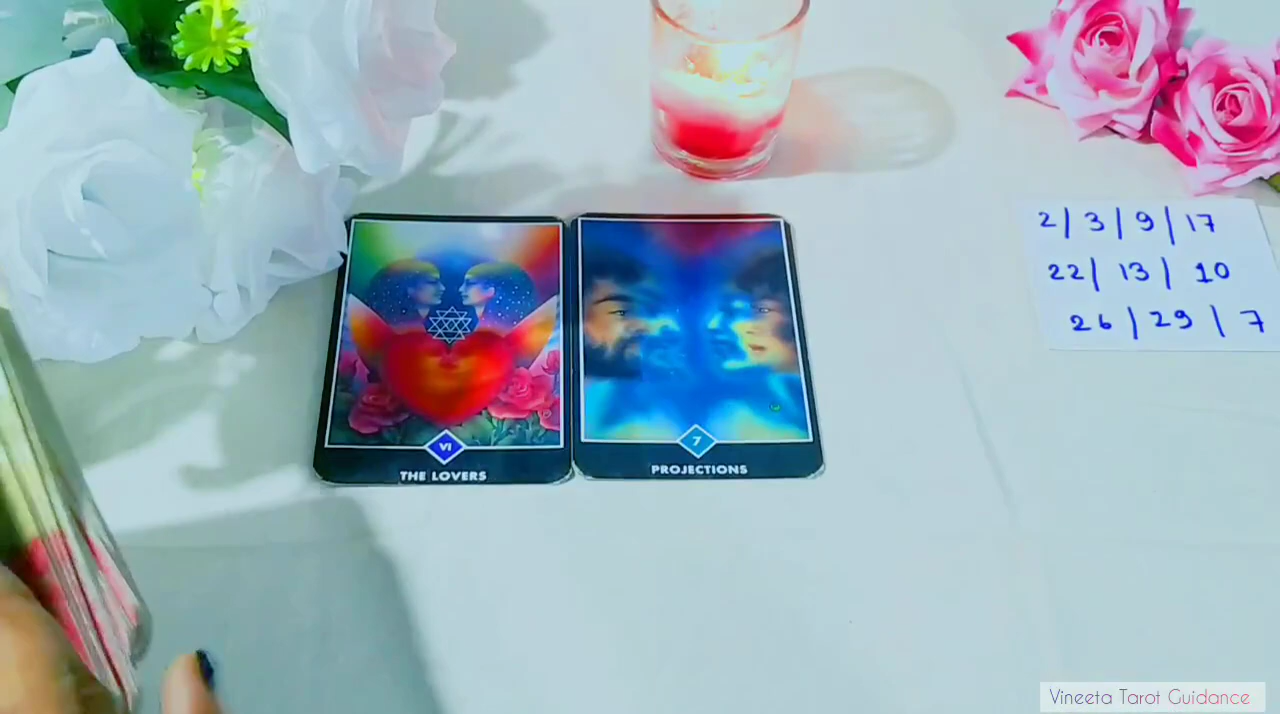 2 / 3 / 9 / 17
22 / 13 / 10
26 / 29 / 7
VI
THE LOVERS
7
PROJECTIONS
Vineeta Tarot Guidance